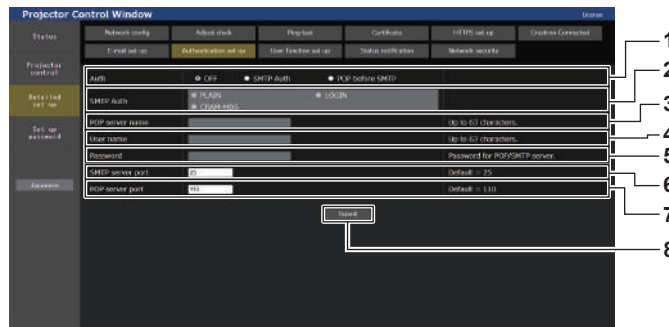 Projector Control Window
License
Status
Network config
Adjust clock
Ping test
Certificate
HTTPS set up
Crestron Connected
E-mail set up
Authentication set up
User function set up
Status notification
Network security
Projector
control
Detailed
set up
Set up
password
Japanese
Auth
OFF
SMTP Auth
POP before SMTP
SMTP Auth
PLAIN
LOGIN
CRAM-MD5
POP server name
Up to 63 characters.
User name
Up to 63 characters.
Password
Password for POP/SMTP server.
SMTP server port
25
Default = 25
POP server port
110
Default = 110
Submit
1
2
3
4
5
6
7
8